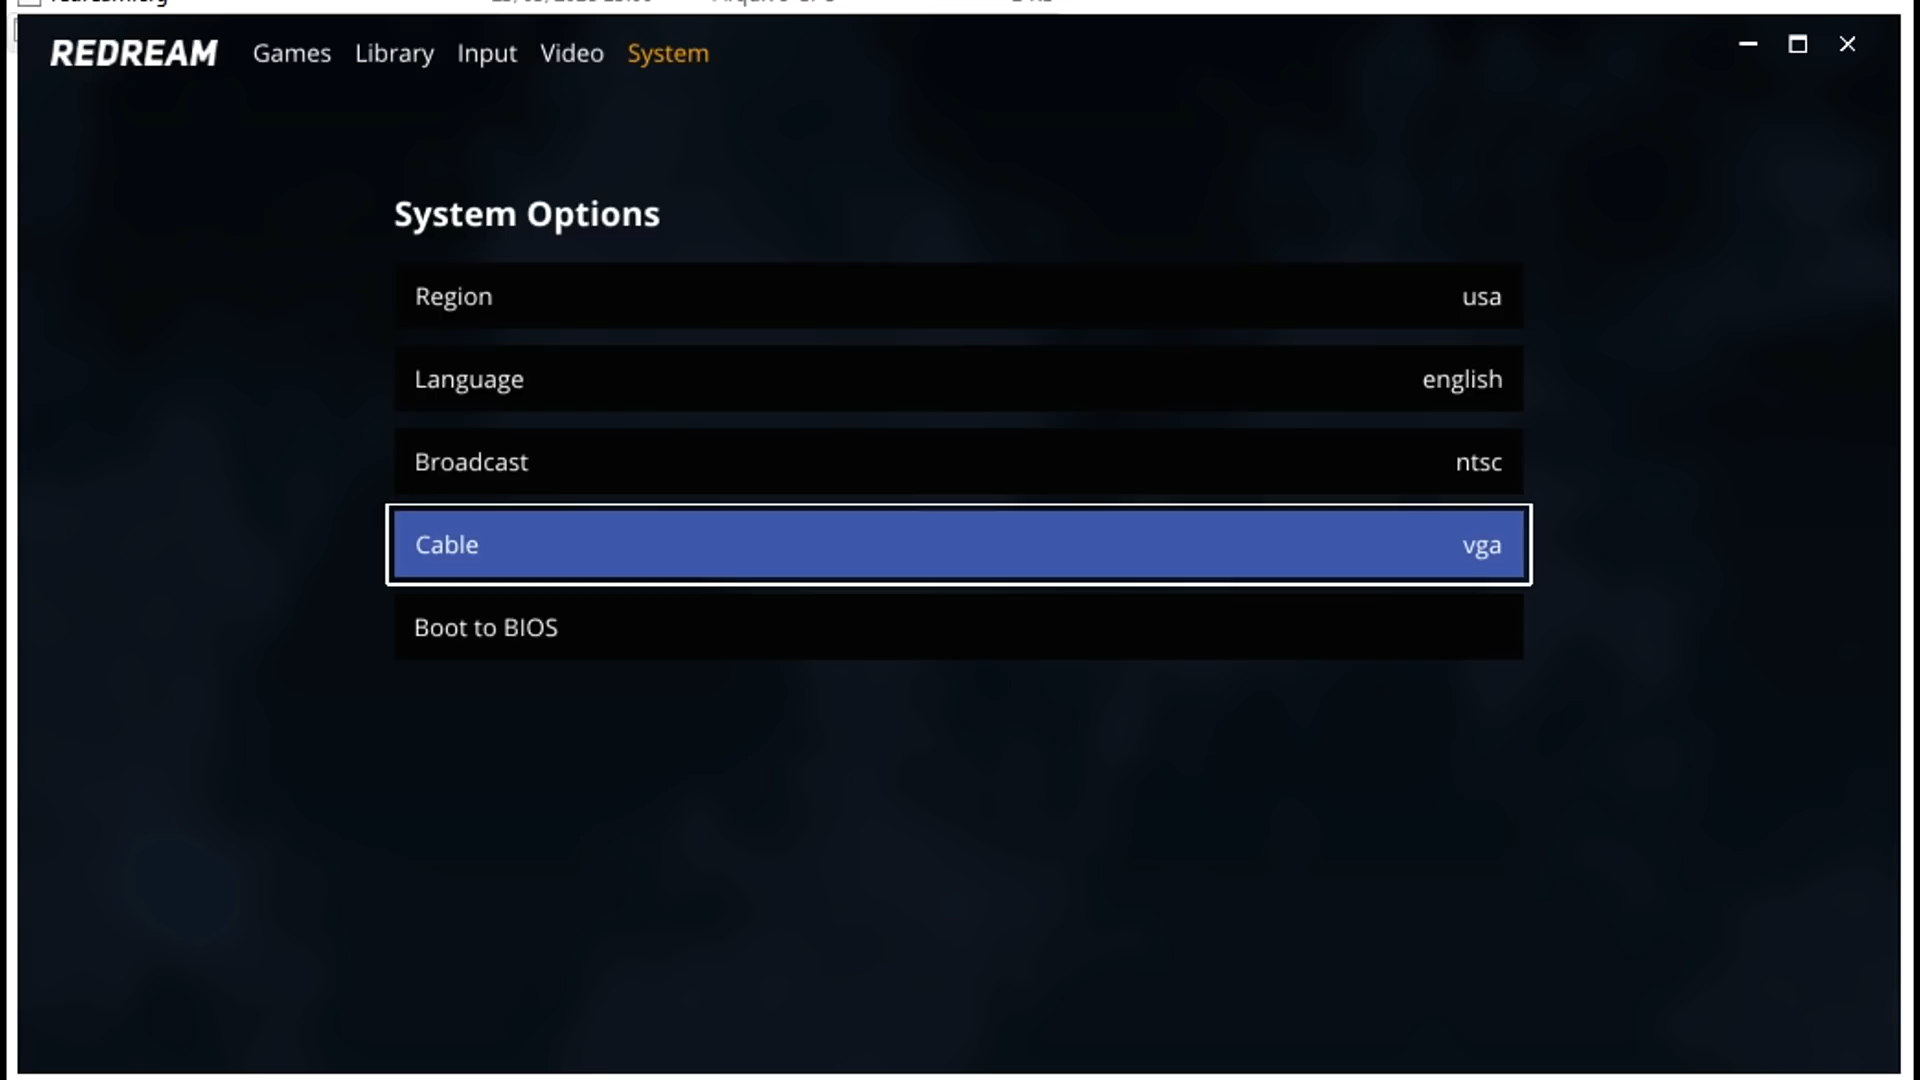 REDREAM Games Library Input Video System
System Options
Region usa
Language english
Broadcast ntsc
Cable vga
Boot to BIOS